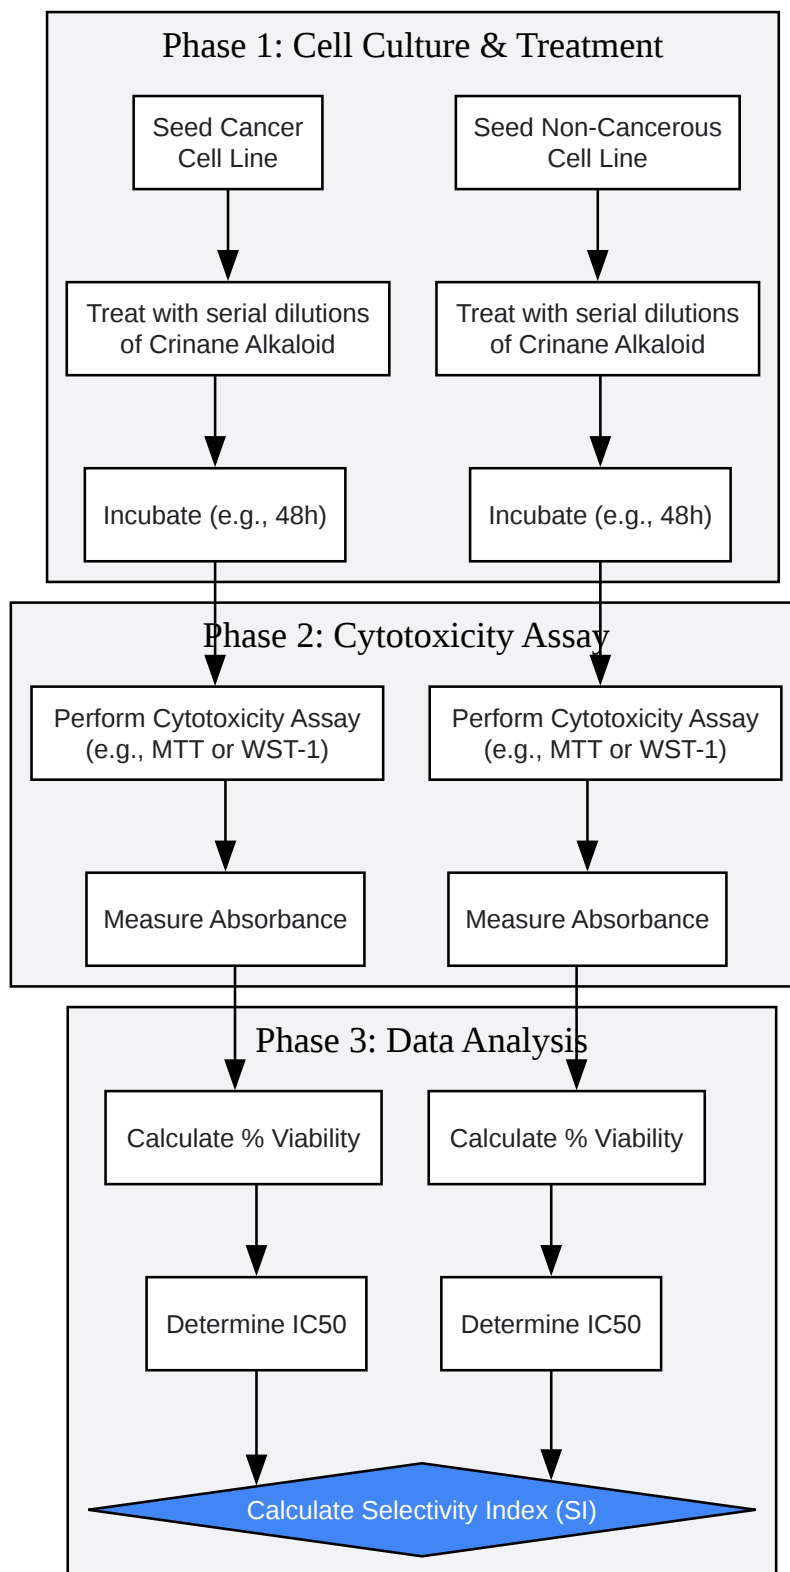 Phase 1: Cell Culture & Treatment
Seed Cancer
Cell Line
Seed Non-Cancerous
Cell Line
Treat with serial dilutions
of Crinane Alkaloid
Treat with serial dilutions
of Crinane Alkaloid
Incubate (e.g., 48h)
Incubate (e.g., 48h)
Phase 2: Cytotoxicity Assay
Perform Cytotoxicity Assay
(e.g., MTT or WST-1)
Perform Cytotoxicity Assay
(e.g., MTT or WST-1)
Measure Absorbance
Measure Absorbance
Phase 3: Data Analysis
Calculate % Viability
Calculate % Viability
Determine IC50
Determine IC50
Calculate Selectivity Index (SI)